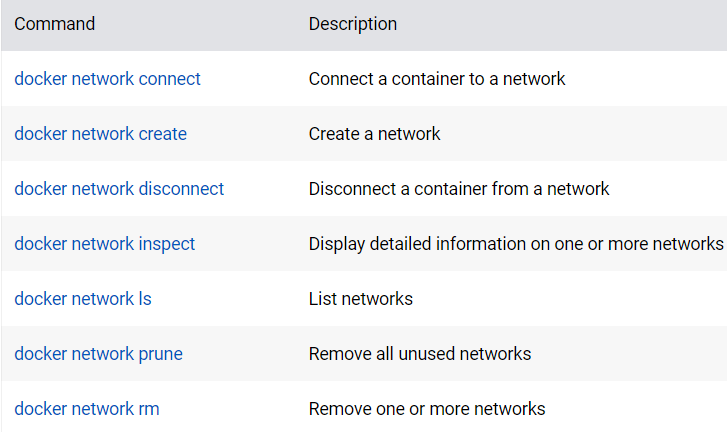 Command Description
docker network connect Connect a container to a network
docker network create Create a network
docker network disconnect Disconnect a container from a network
docker network inspect Display detailed information on one or more networks
docker network ls List networks
docker network prune Remove all unused networks
docker network rm Remove one or more networks